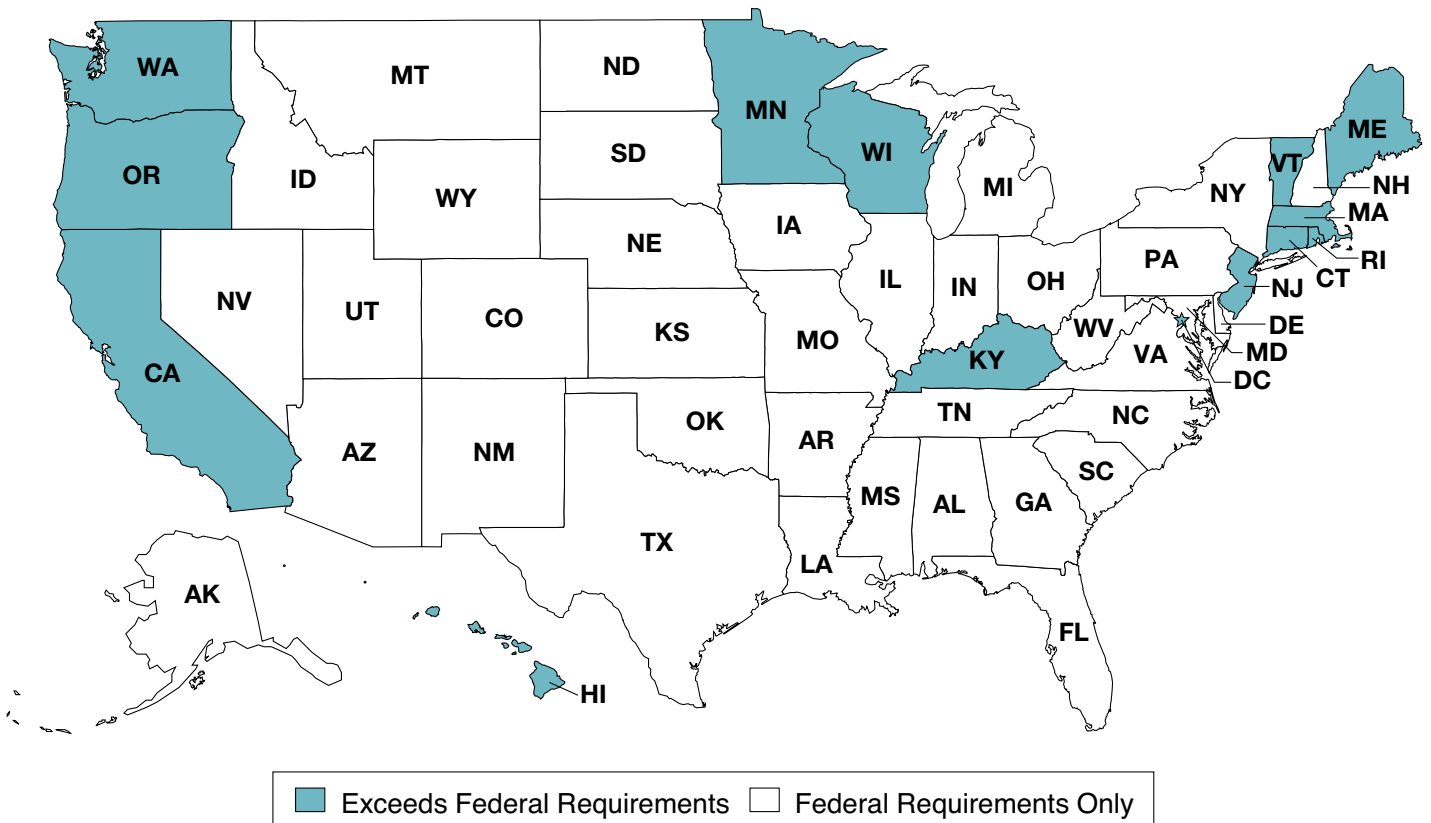 WA
MT
ND
MN
ME
OR
ID
SD
WI
VT
WY
MI
NY
NH
MA
IA
NE
RI
PA
CT
NV
IL
IN
OH
NJ
UT
CO
DE
WV
KS
MO
VA
MD
CA
KY
DC
TN
NC
OK
AR
AZ
NM
SC
MS
AL
GA
TX
LA
AK
FL
HI
Exceeds Federal Requirements
Federal Requirements Only